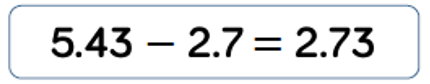 5.43 − 2.7 = 2.73